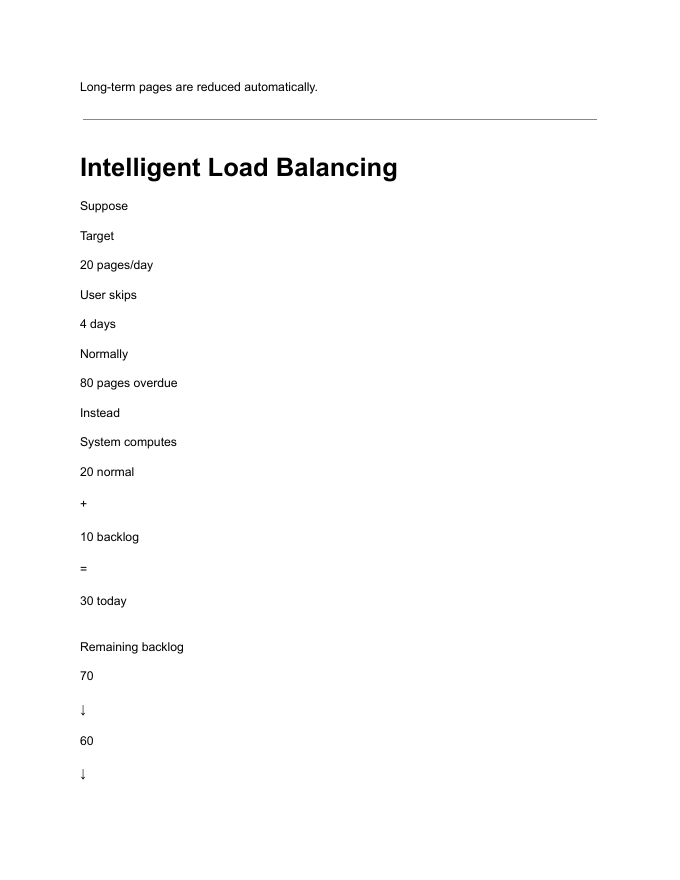 Long-term pages are reduced automatically.
Intelligent Load Balancing
Suppose
Target
20 pages/day
User skips
4 days
Normally
80 pages overdue
Instead
System computes
20 normal
+
10 backlog
=
30 today
Remaining backlog
70
↓
60
↓